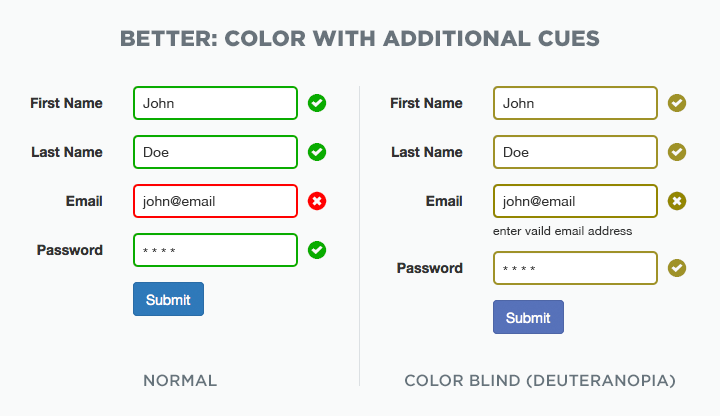 BETTER: COLOR WITH ADDITIONAL CUES
First Name John
Last Name Doe
Email john@email
Password * * * *
Submit
NORMAL
First Name John
Last Name Doe
Email john@email
enter vaild email address
Password * * * *
Submit
COLOR BLIND (DEUTERANOPIA)